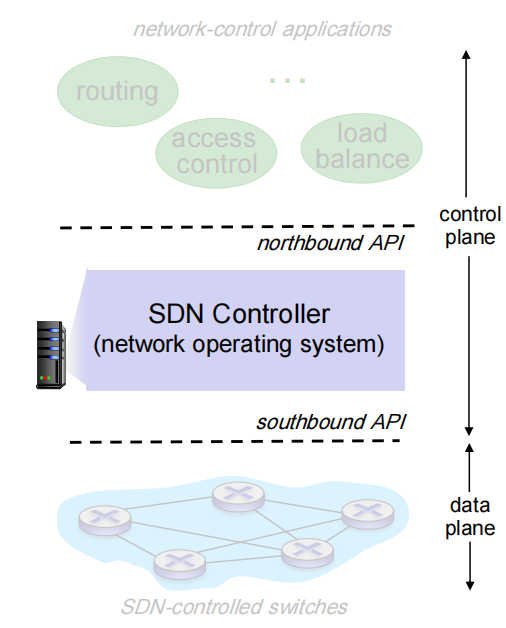 network-control applications
...
routing
access
control
load
balance
control
plane
northbound API
SDN Controller
(network operating system)
southbound API
data
plane
SDN-controlled switches